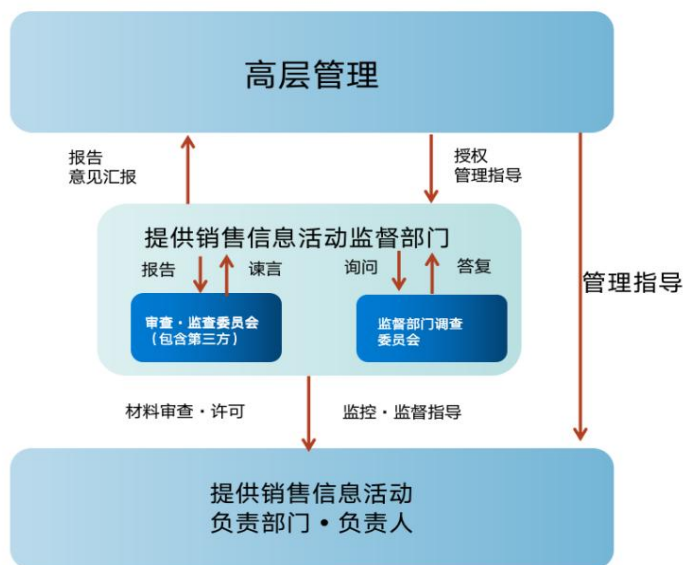 高层管理
报告
意见汇报
授权
管理指导
提供销售信息活动监督部门
报告
谏言
询问
答复
管理指导
审查・监查委员会
(包含第三方)
监督部门调查
委员会
材料审查・许可
监控・监督指导
提供销售信息活动
负责部门・负责人